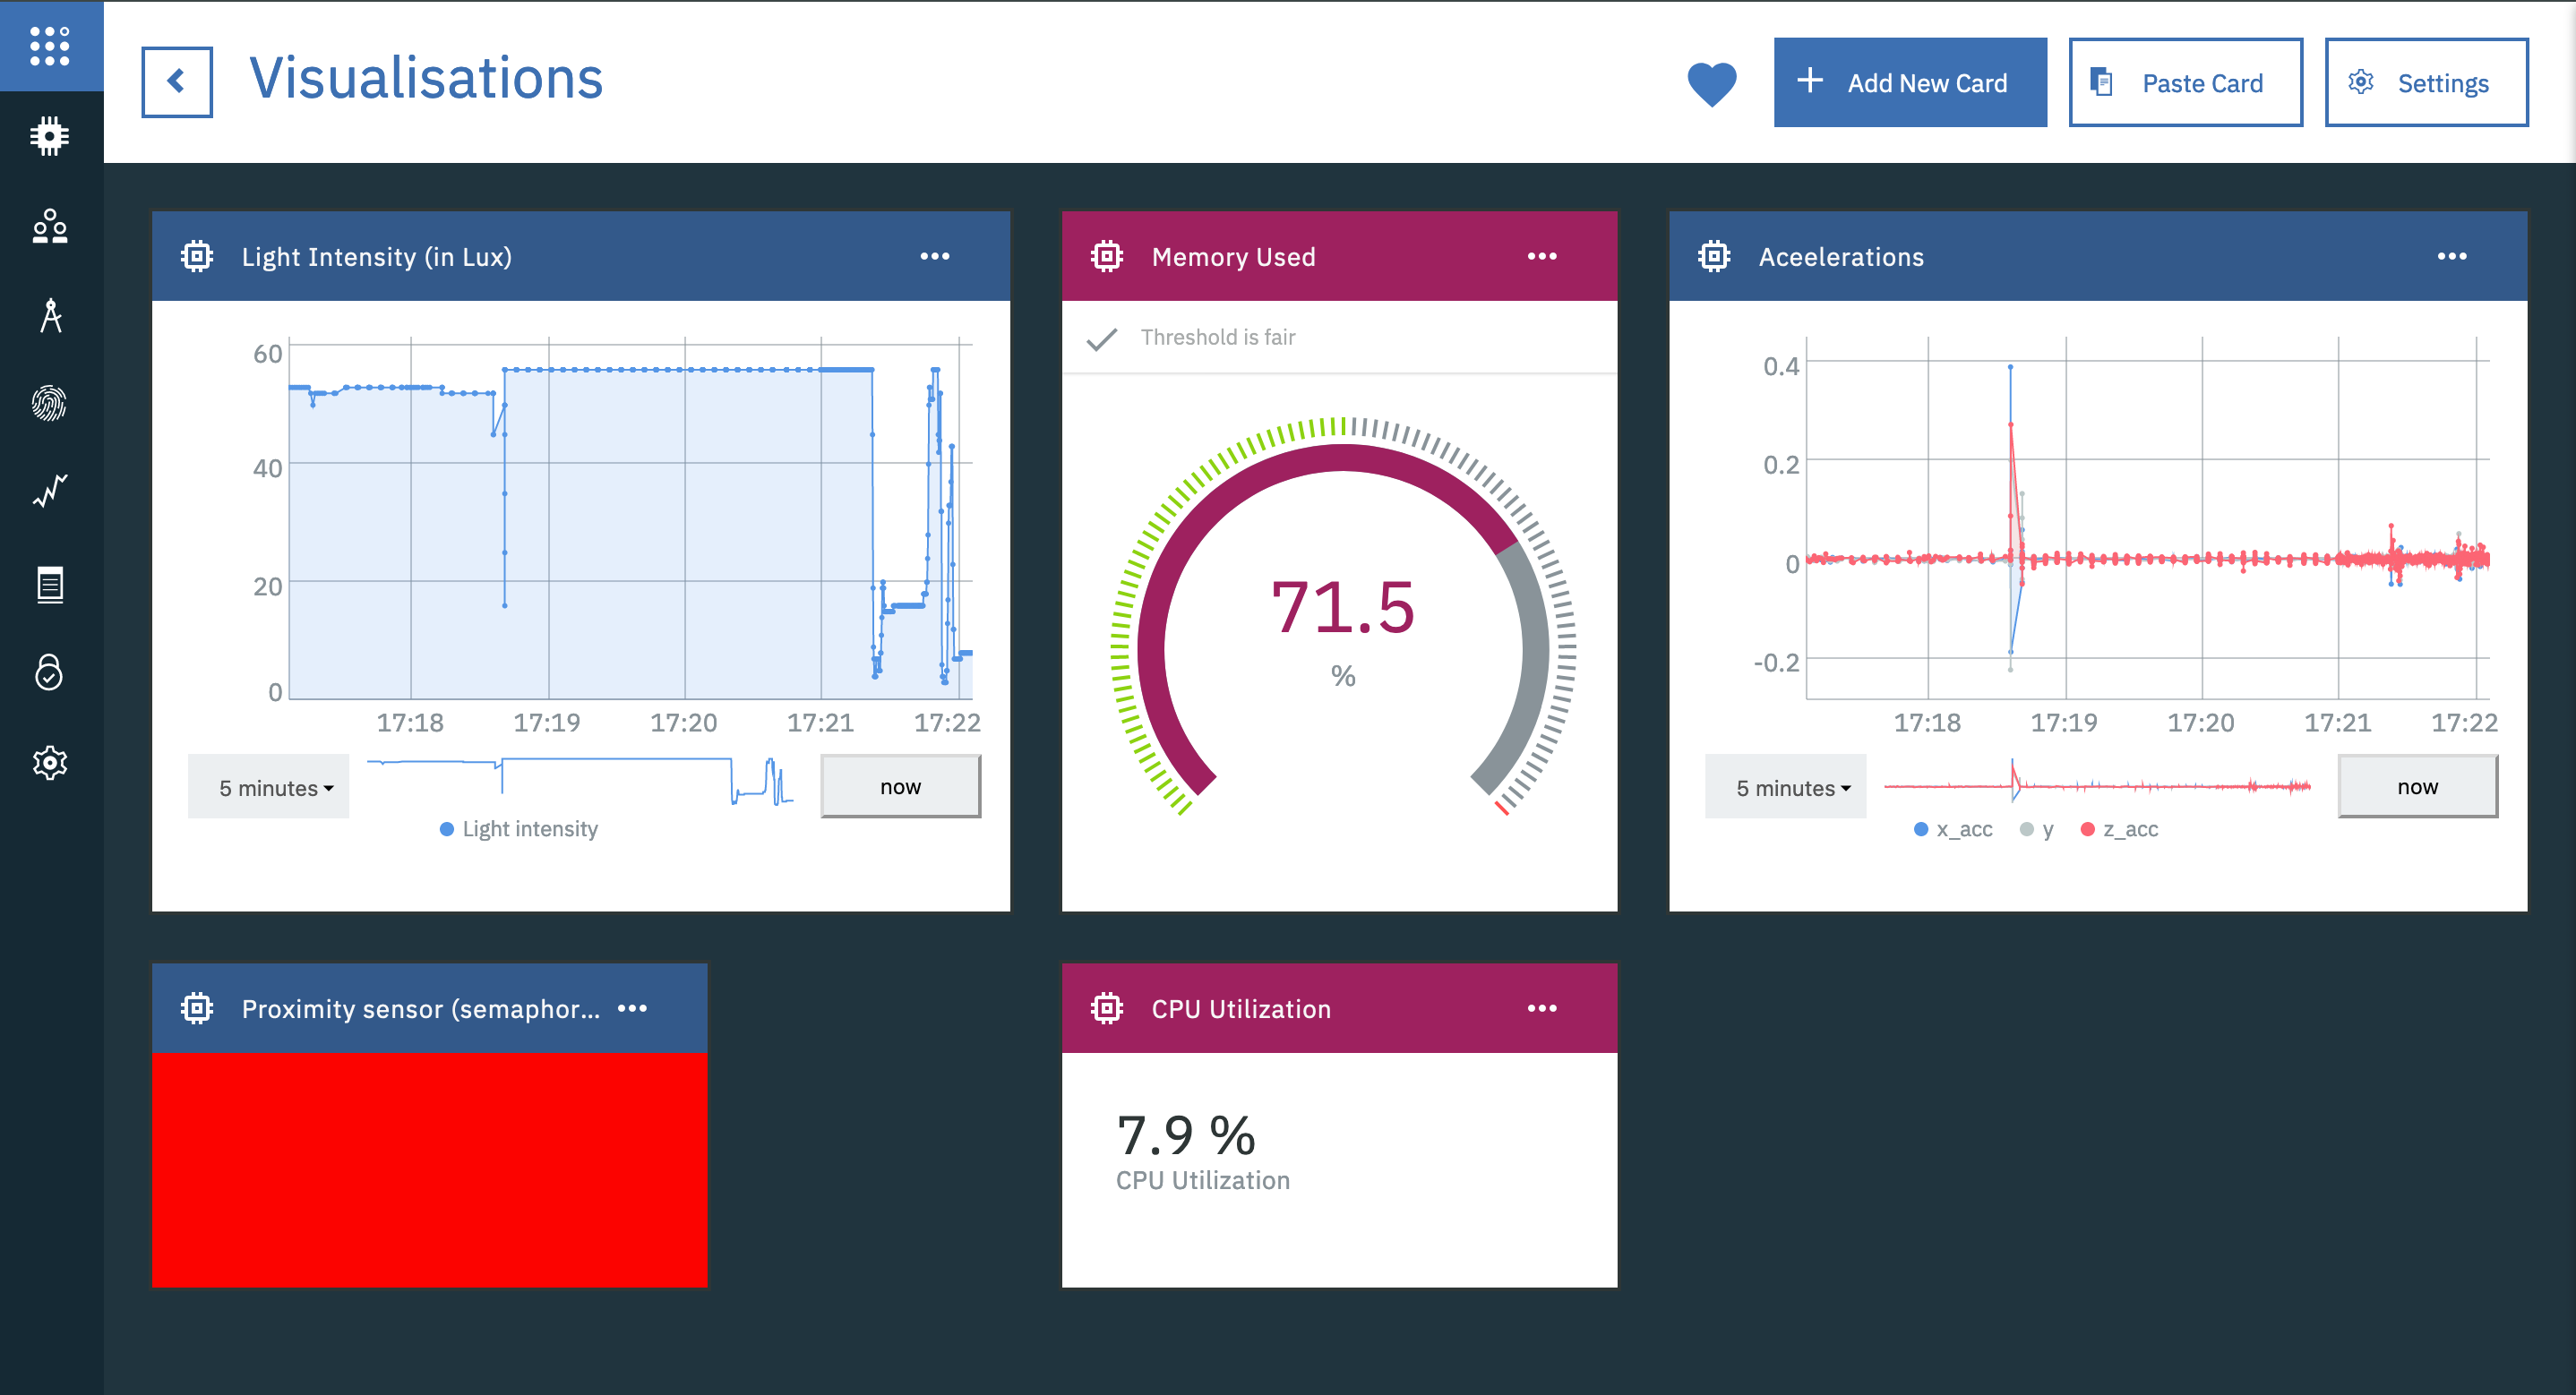 Visualisations
Add New Card
Paste Card
Settings
Light Intensity (in Lux)
60
40
20
0
17:18 17:19 17:20 17:21 17:22
5 minutes
now
Light intensity
Memory Used
Threshold is fair
71.5
%
Aceelerations
0.4
0.2
0
-0.2
17:18 17:19 17:20 17:21 17:22
5 minutes
now
x_acc y z_acc
Proximity sensor (semaphor...
CPU Utilization
7.9 %
CPU Utilization